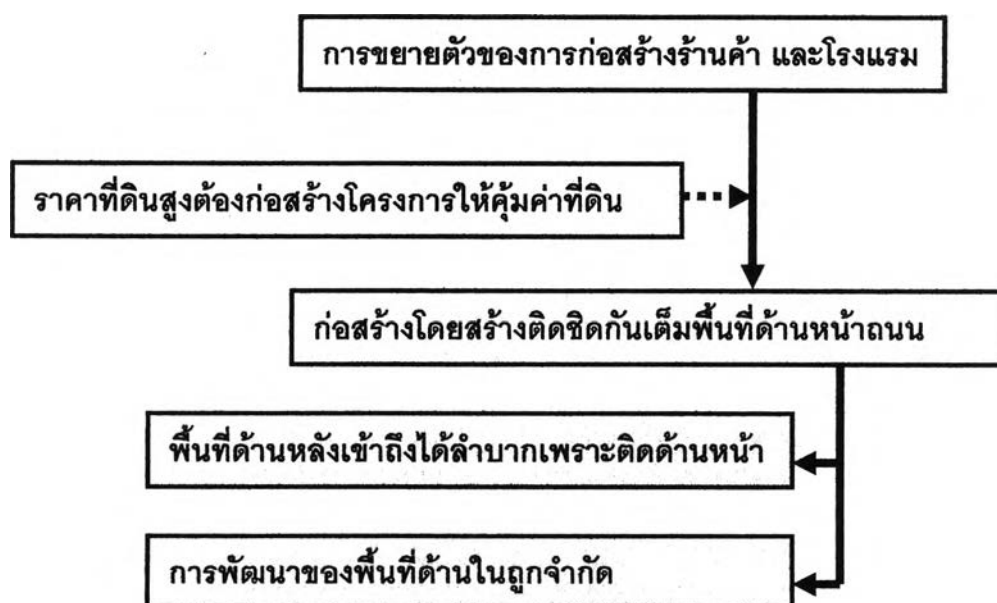 การขยายตัวของการก่อสร้างร้านค้า และโรงแรม
ราคาที่ดินสูงต้องก่อสร้างโครงการให้คุ้มค่าที่ดิน
ก่อสร้างโดยสร้างติดชิดกันเต็มพื้นที่ด้านหน้าถนน
พื้นที่ด้านหลังเข้าถึงได้ลำบากเพราะติดด้านหน้า
การพัฒนาของพื้นที่ด้านในถูกจำกัด